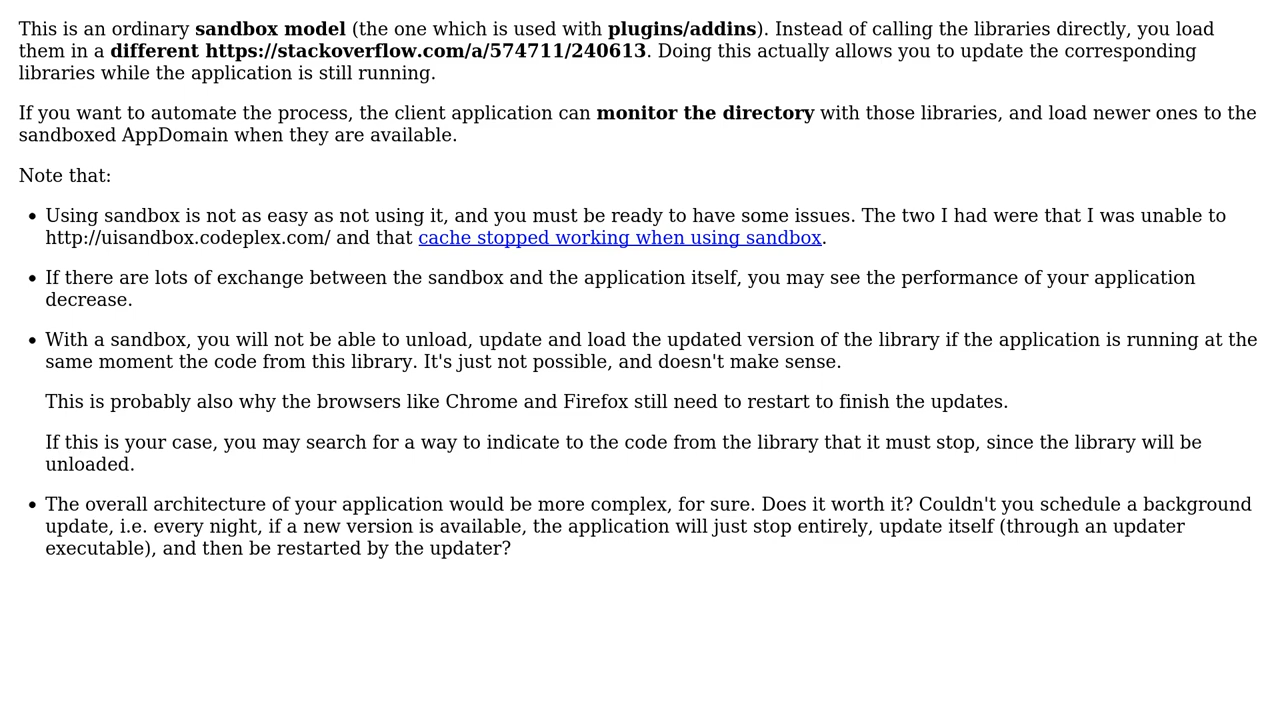 This is an ordinary sandbox model (the one which is used with plugins/addins). Instead of calling the libraries directly, you load
them in a different https://stackoverflow.com/a/574711/240613. Doing this actually allows you to update the corresponding
libraries while the application is still running.
If you want to automate the process, the client application can monitor the directory with those libraries, and load newer ones to the
sandboxed AppDomain when they are available.
Note that:
• Using sandbox is not as easy as not using it, and you must be ready to have some issues. The two I had were that I was unable to
http://uisandbox.codeplex.com/ and that cache stopped working when using sandbox.
• If there are lots of exchange between the sandbox and the application itself, you may see the performance of your application
decrease.
• With a sandbox, you will not be able to unload, update and load the updated version of the library if the application is running at the
same moment the code from this library. It's just not possible, and doesn't make sense.
This is probably also why the browsers like Chrome and Firefox still need to restart to finish the updates.
If this is your case, you may search for a way to indicate to the code from the library that it must stop, since the library will be
unloaded.
• The overall architecture of your application would be more complex, for sure. Does it worth it? Couldn't you schedule a background
update, i.e. every night, if a new version is available, the application will just stop entirely, update itself (through an updater
executable), and then be restarted by the updater?